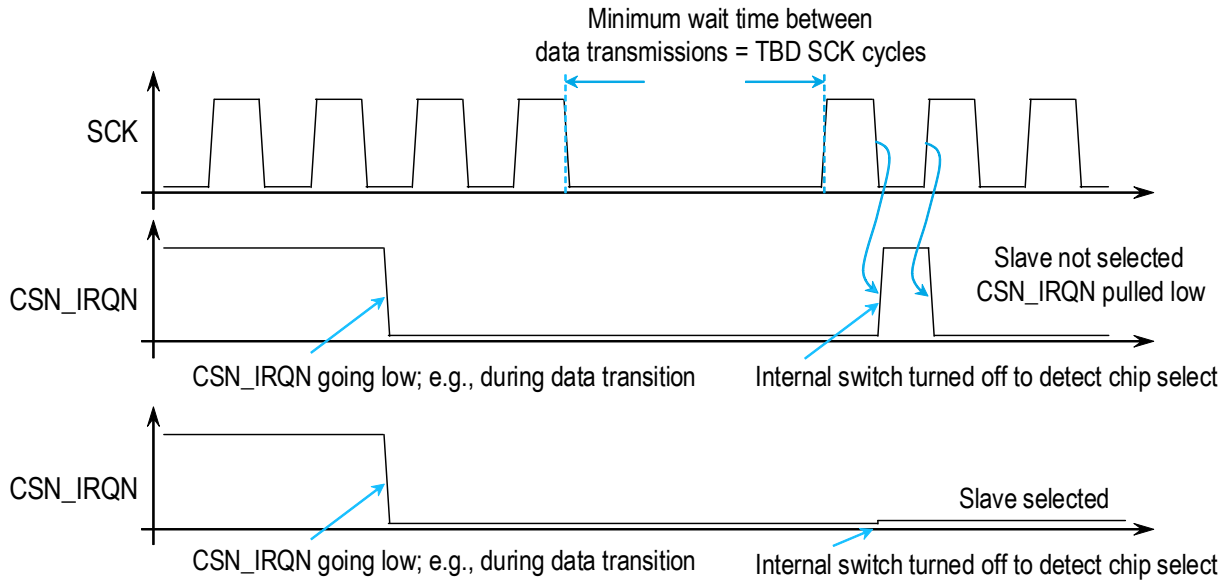 Minimum wait time between
data transmissions = TBD SCK cycles
SCK
CSN_IRQN
Slave not selected
CSN_IRQN pulled low
CSN_IRQN going low; e.g., during data transition
Internal switch turned off to detect chip select
CSN_IRQN
Slave selected
CSN_IRQN going low; e.g., during data transition
Internal switch turned off to detect chip select